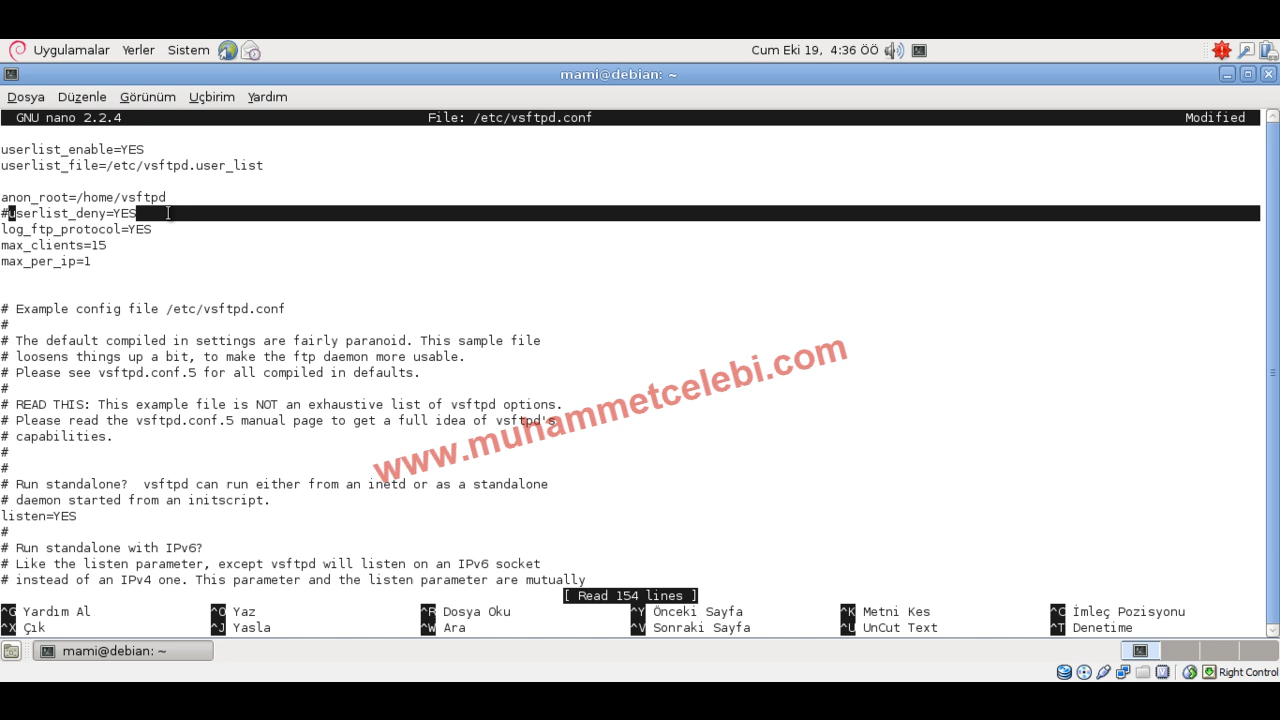 Uygulamalar Yerler Sistem Cum Eki 19, 4:36 ÖÖ
mami@debian: ~
Dosya Düzenle Görünüm Uçbirim Yardım
GNU nano 2.2.4 File: /etc/vsftpd.conf Modified
userlist_enable=YES
userlist_file=/etc/vsftpd.user_list
anon_root=/home/vsftpd
#userlist_deny=YES
log_ftp_protocol=YES
max_clients=15
max_per_ip=1
# Example config file /etc/vsftpd.conf
#
# The default compiled in settings are fairly paranoid. This sample file
# loosens things up a bit, to make the ftp daemon more usable.
# Please see vsftpd.conf.5 for all compiled in defaults.
#
# READ THIS: This example file is NOT an exhaustive list of vsftpd options.
# Please read the vsftpd.conf.5 manual page to get a full idea of vsftpd's
# capabilities.
#
#
# Run standalone?  vsftpd can run either from an inetd or as a standalone
# daemon started from an initscript.
listen=YES
#
# Run standalone with IPv6?
# Like the listen parameter, except vsftpd will listen on an IPv6 socket
# instead of an IPv4 one. This parameter and the listen parameter are mutually
www.muhammetcelebi.com
[ Read 154 lines ]
^G Yardım Al ^O Yaz ^R Dosya Oku ^Y Önceki Sayfa ^K Metni Kes ^C İmleç Pozisyonu
^X Çık ^J Yasla ^W Ara ^V Sonraki Sayfa ^U UnCut Text ^T Denetime
mami@debian: ~
Right Control